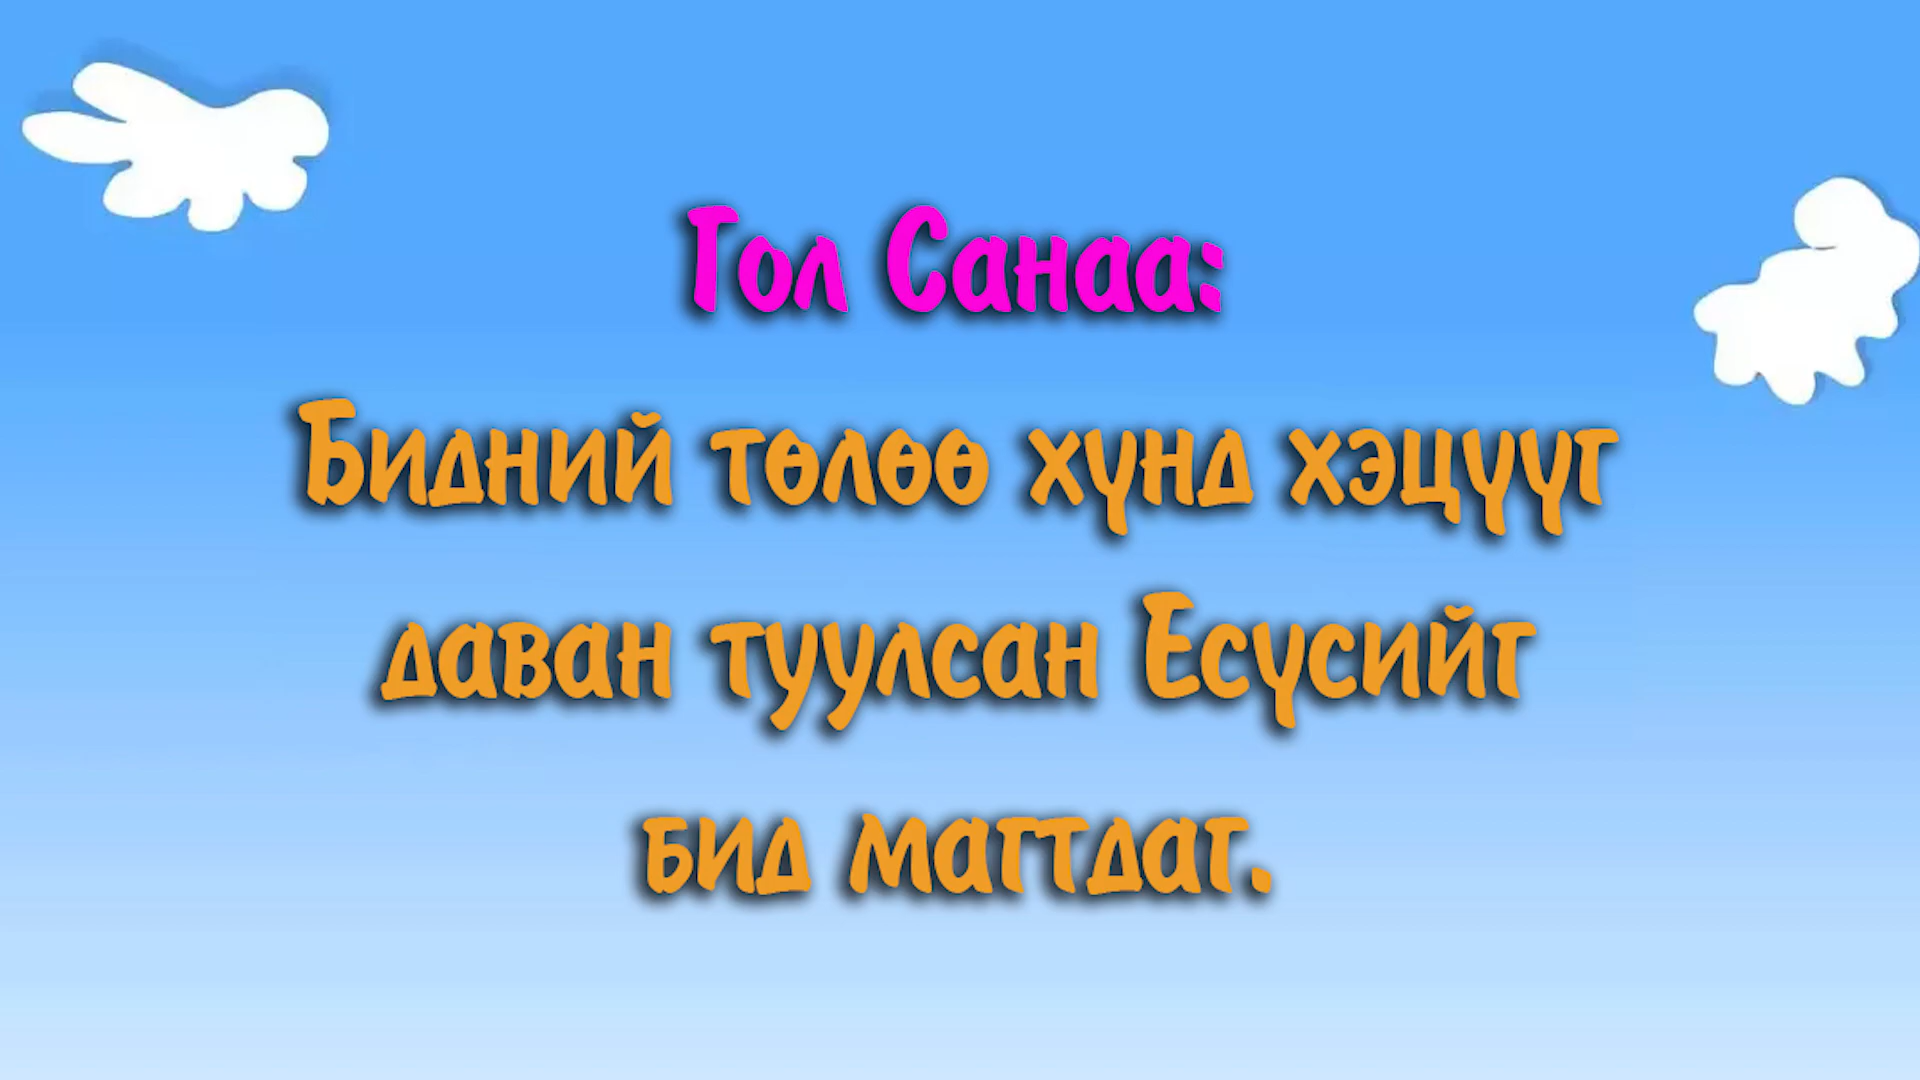 Гол Санаа:
Бидний төлөө хүнд хэцүүг
даван туулсан Есүсийг
бид магтдаг.